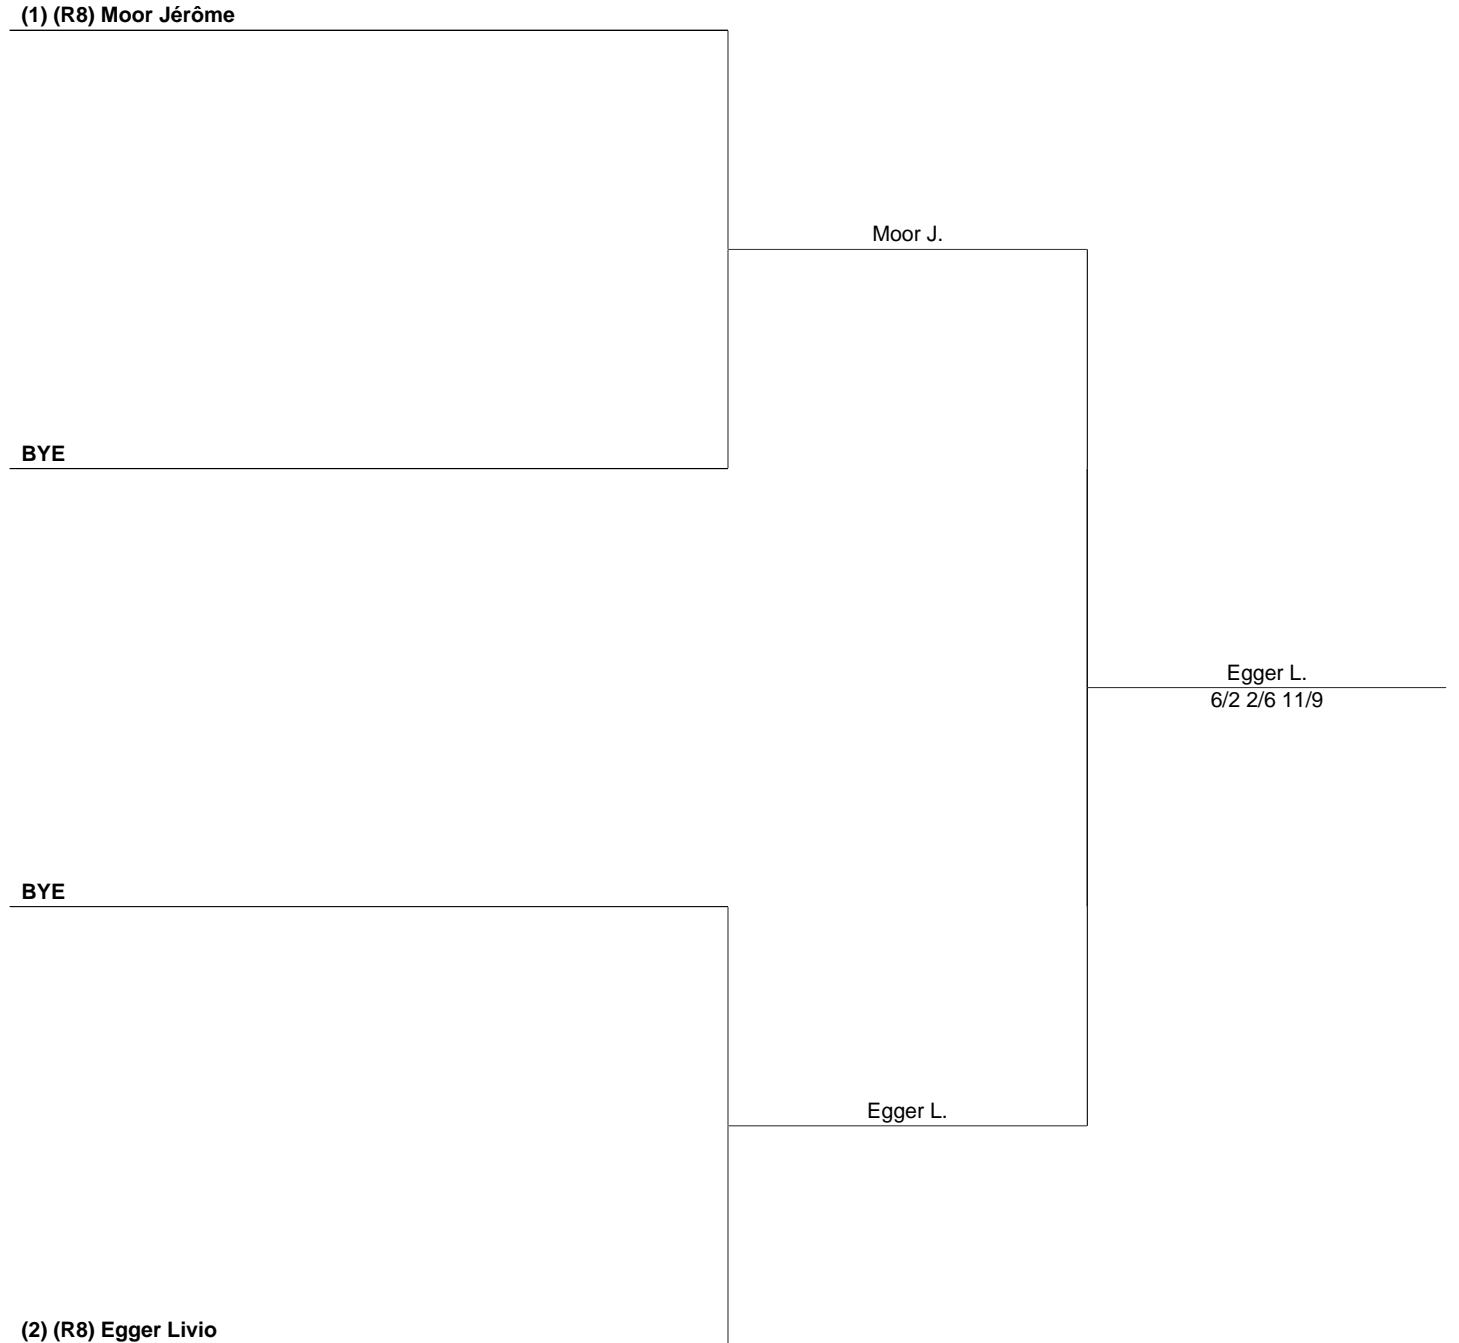 (1) (R8) Moor Jérôme
Moor J.
BYE
Egger L.
6/2 2/6 11/9
BYE
Egger L.
(2) (R8) Egger Livio